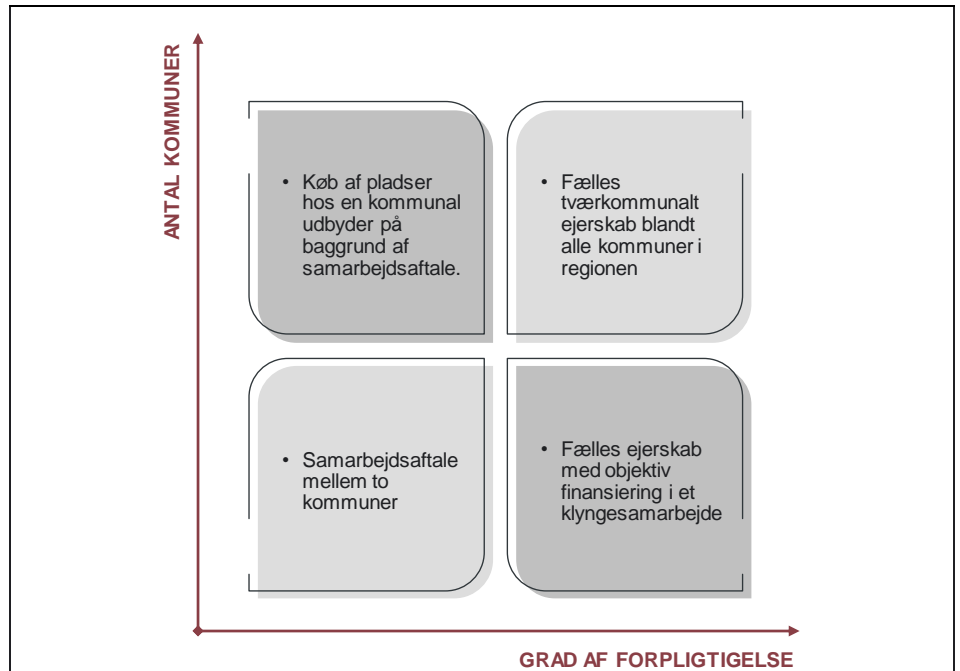 ANTAL KOMMUNER
• Køb af pladser
hos en kommunal
udbyder på
baggrund af
samarbejdsaftale.
• Fælles
tværkommunalt
ejerskab blandt
alle kommuner i
regionen
• Samarbejdsaftale
mellem to
kommuner
• Fælles ejerskab
med objektiv
finansiering i et
klyngesamarbejde
GRAD AF FORPLIGTIGELSE